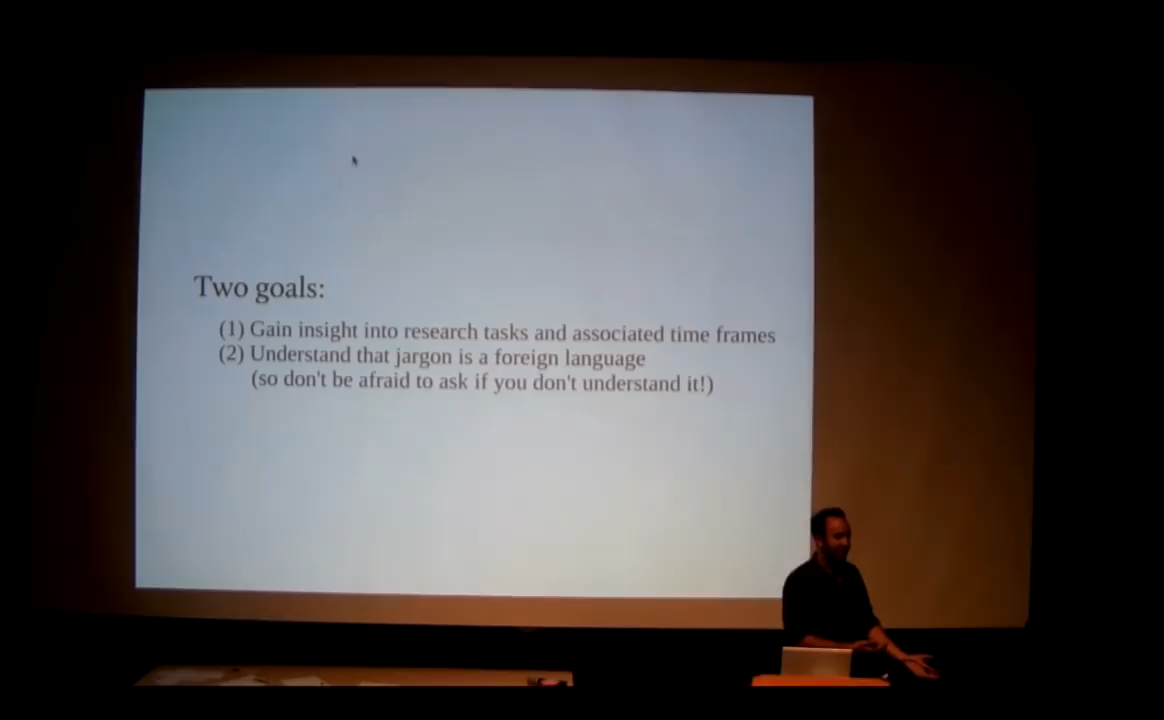 Two goals:
(1) Gain insight into research tasks and associated time frames
(2) Understand that jargon is a foreign language
(so don't be afraid to ask if you don't understand it!)